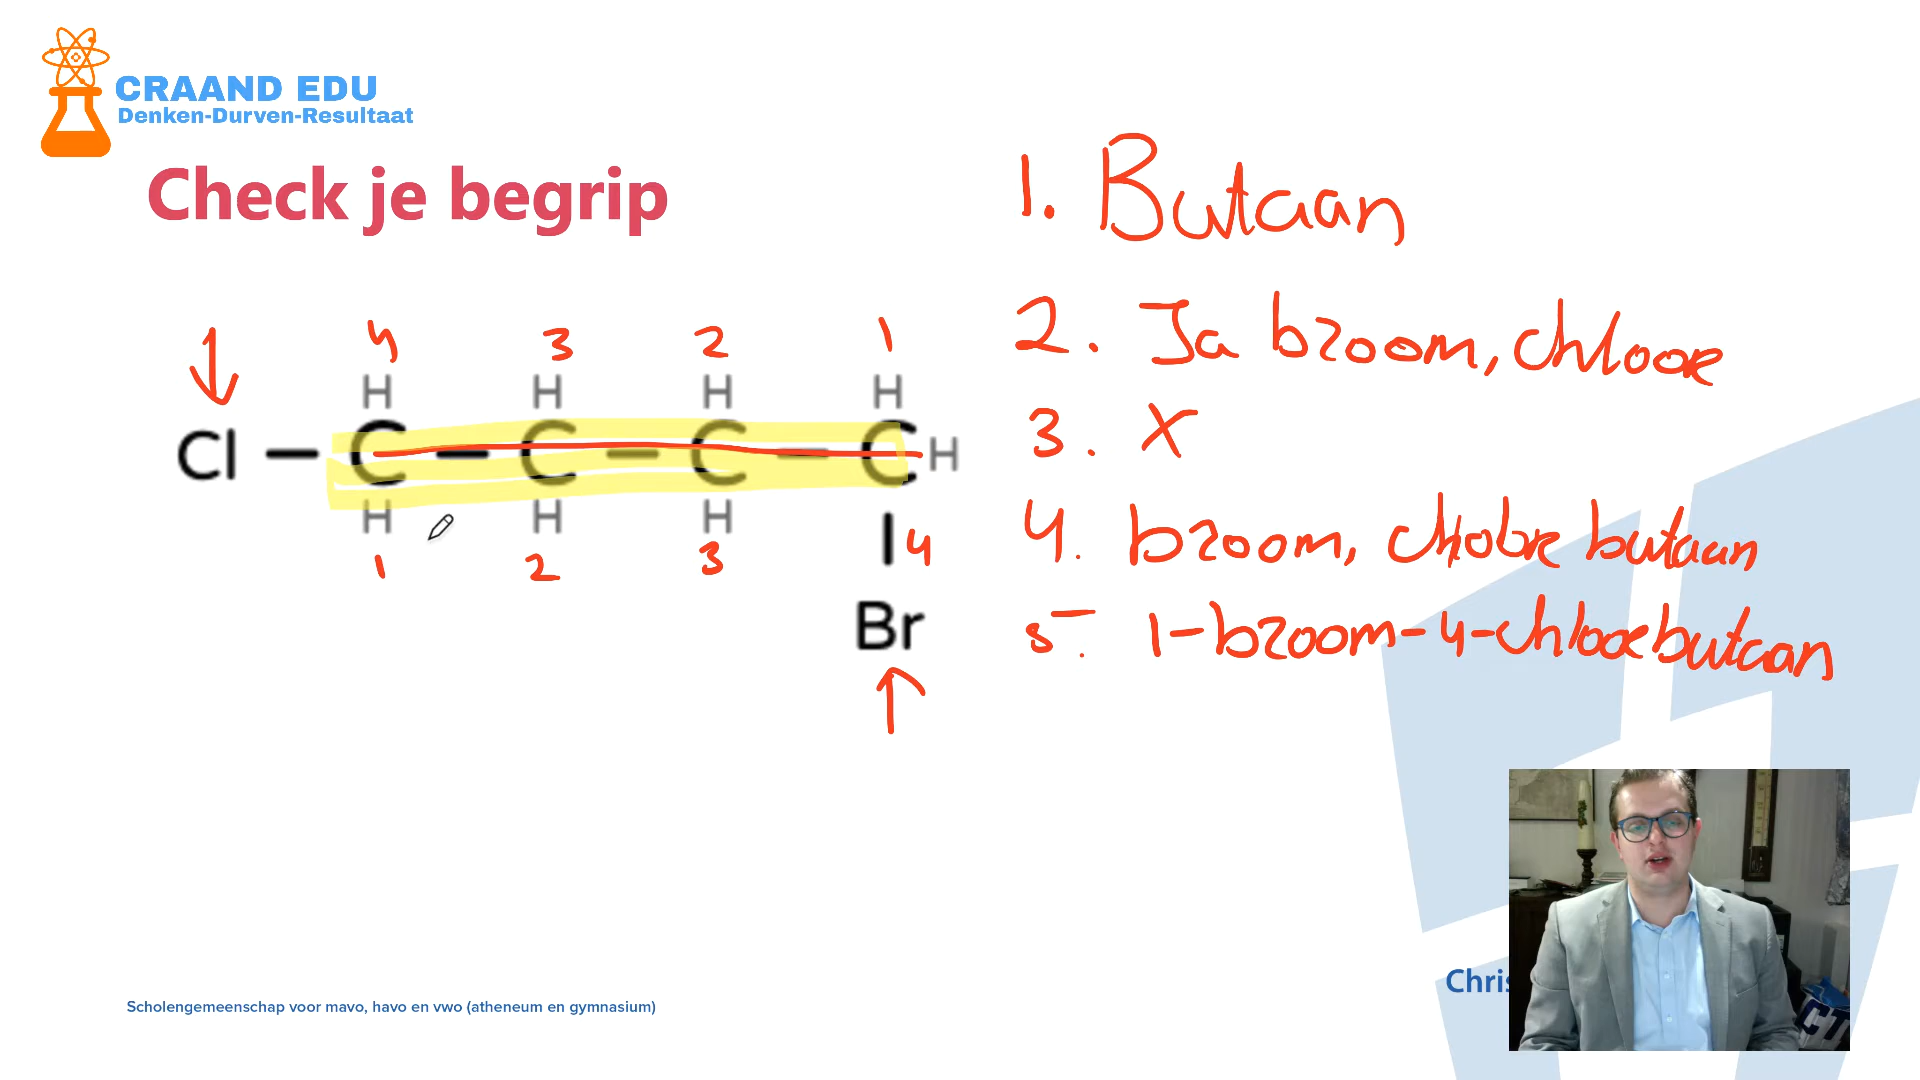 CRAAND EDU
Denken-Durven-Resultaat
Check je begrip
1. Butaan
2. Ja broom, chloor
3. X
4. broom, chloor butaan
5. 1-broom-4-chloorbutaan
4 3 2 1
H H H H
Cl — C — C — C — C H
H H H
1 2 3 4
Br
Chris
CT
Scholengemeenschap voor mavo, havo en vwo (atheneum en gymnasium)